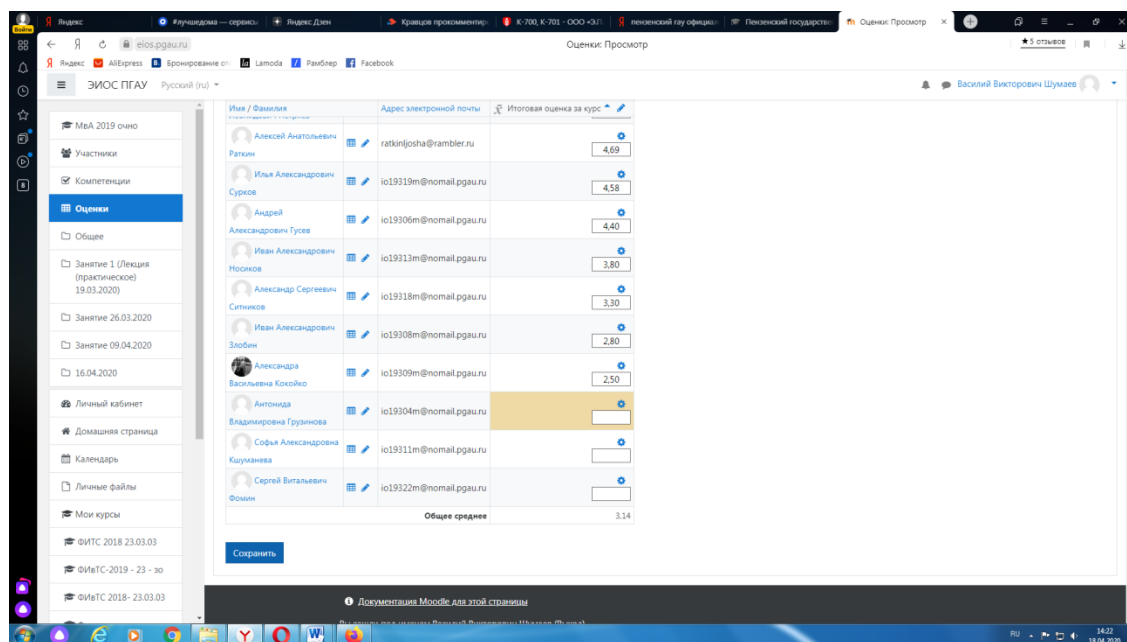 Войти
Яндекс
#лучшедома — сервисы
Яндекс Дзен
Кравцов прокомментиро
К-700, К-701 - ООО «З.П.
пензенский гау официал
Пензенский государстве
Оценки: Просмотр
Я
eios.pgau.ru
Оценки: Просмотр
★5 отзывов
Яндекс
AliExpress
Бронирование от
Lamoda
Рамблер
Facebook
ЭИОС ПГАУ
Русский (ru)
Василий Викторович Шумаев
МвА 2019 очно
Участники
Компетенции
Оценки
Общее
Занятие 1 (Лекция
(практическое)
19.03.2020)
Занятие 26.03.2020
Занятие 09.04.2020
16.04.2020
Личный кабинет
Домашняя страница
Календарь
Личные файлы
Мои курсы
ФИТС 2018 23.03.03
ФИвТС-2019 - 23 - зо
ФИвТС 2018- 23.03.03
Имя / Фамилия
Адрес электронной почты
Итоговая оценка за курс
Алексей Анатольевич
Раткин
ratkinljosha@rambler.ru
4,69
Илья Александрович
Сурков
io19319m@nomail.pgau.ru
4,58
Андрей
Александрович Гусев
io19306m@nomail.pgau.ru
4,40
Иван Александрович
Носиков
io19313m@nomail.pgau.ru
3,80
Александр Сергеевич
Ситников
io19318m@nomail.pgau.ru
3,30
Иван Александрович
Злобин
io19308m@nomail.pgau.ru
2,80
Александра
Васильевна Кокойко
io19309m@nomail.pgau.ru
2,50
Антонида
Владимировна Грузинова
io19304m@nomail.pgau.ru
Софья Александровна
Кшуманева
io19311m@nomail.pgau.ru
Сергей Витальевич
Фомин
io19322m@nomail.pgau.ru
Общее среднее
3,14
Сохранить
Документация Moodle для этой страницы
RU
14:22
18.04.2020